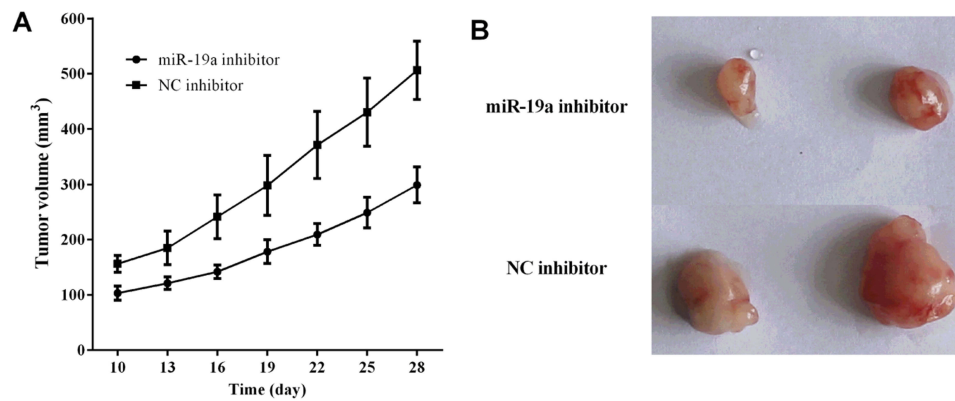 A
600
500
400
300
200
100
0
Tumor volume (mm³)
miR-19a inhibitor
NC inhibitor
10 13 16 19 22 25 28
Time (day)
B
miR-19a inhibitor
NC inhibitor